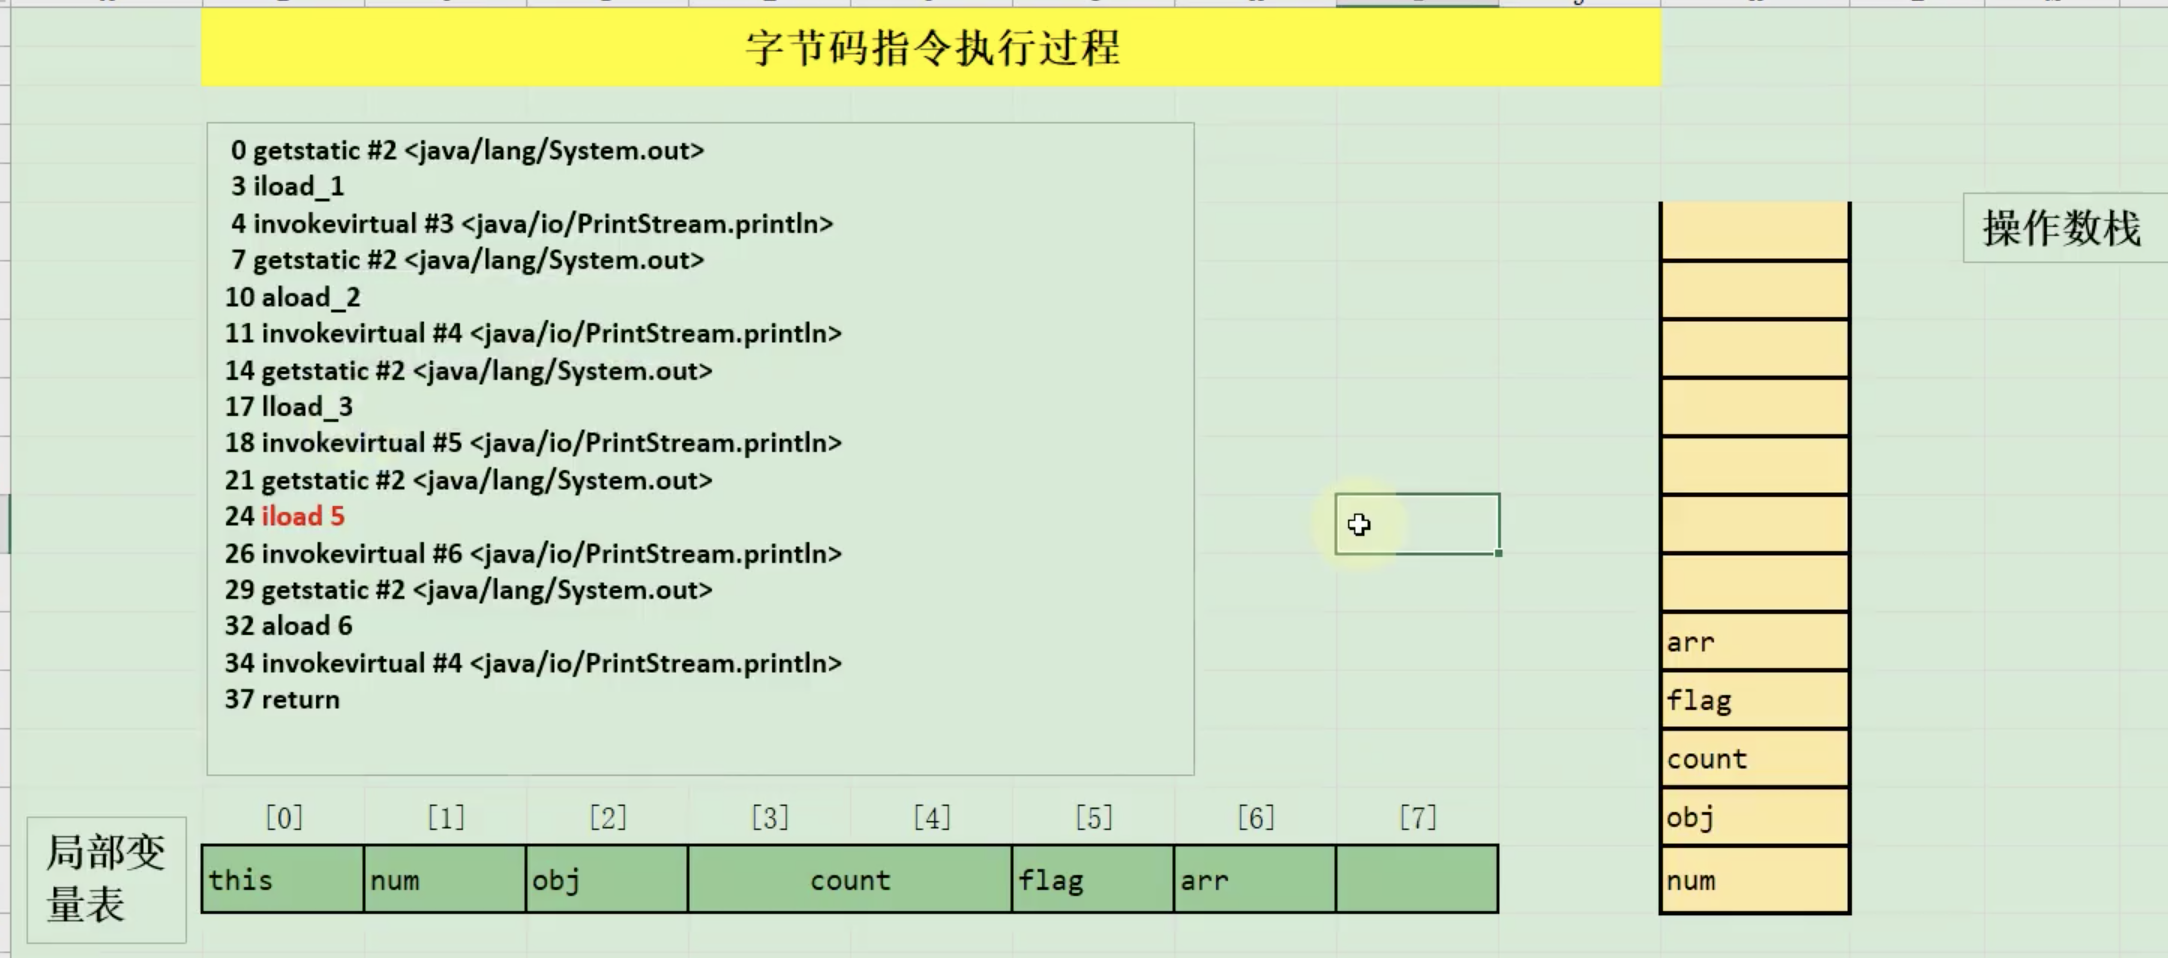 字节码指令执行过程
0 getstatic #2 <java/lang/System.out>
3 iload_1
4 invokevirtual #3 <java/io/PrintStream.println>
7 getstatic #2 <java/lang/System.out>
10 aload_2
11 invokevirtual #4 <java/io/PrintStream.println>
14 getstatic #2 <java/lang/System.out>
17 lload_3
18 invokevirtual #5 <java/io/PrintStream.println>
21 getstatic #2 <java/lang/System.out>
24 iload 5
26 invokevirtual #6 <java/io/PrintStream.println>
29 getstatic #2 <java/lang/System.out>
32 aload 6
34 invokevirtual #4 <java/io/PrintStream.println>
37 return
操作数栈
arr
flag
count
obj
num
[0] [1] [2] [3] [4] [5] [6] [7]
局部变
量表
this num obj count flag arr